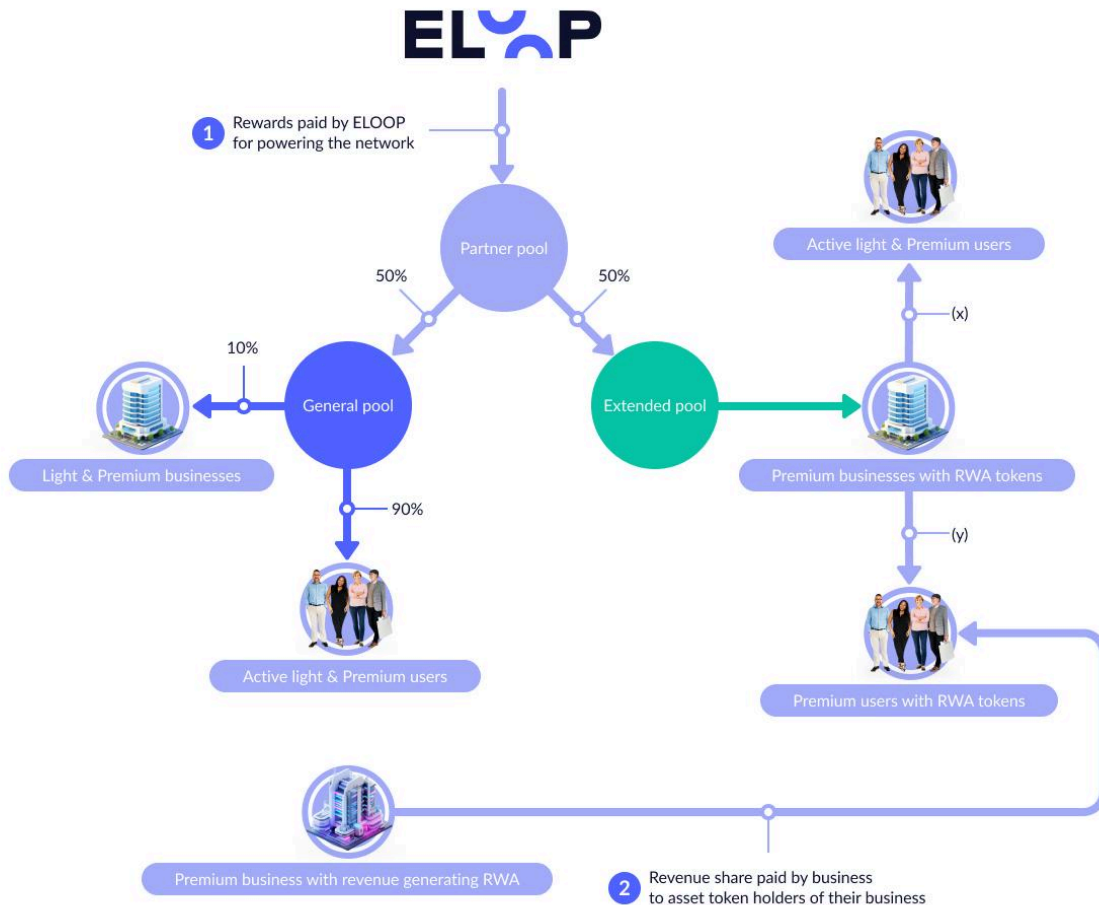 ELOOP
1
Rewards paid by ELOOP
for powering the network
Partner pool
Active light & Premium users
50%
50%
(x)
10%
General pool
Extended pool
Light & Premium businesses
Premium businesses with RWA tokens
90%
(y)
Active light & Premium users
Premium users with RWA tokens
Premium business with revenue generating RWA
2
Revenue share paid by business
to asset token holders of their business